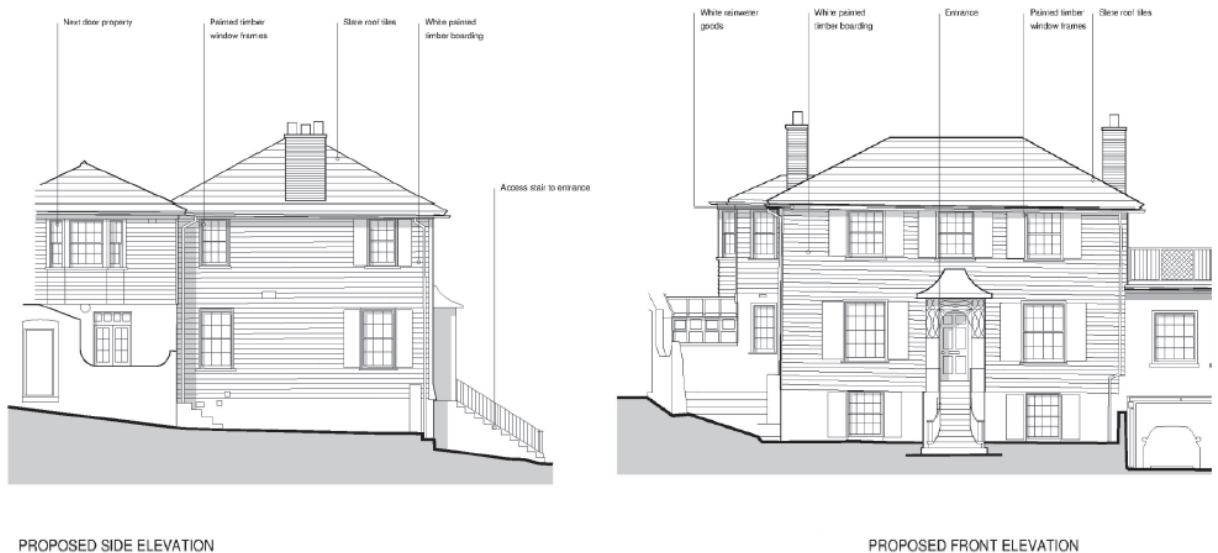 Next door property
Painted timber
window frames
Slate roof tiles
White painted
timber boarding
Access stair to entrance
PROPOSED SIDE ELEVATION
White rainwater
goods
White painted
timber boarding
Entrance
Painted timber
window frames
Slate roof tiles
PROPOSED FRONT ELEVATION